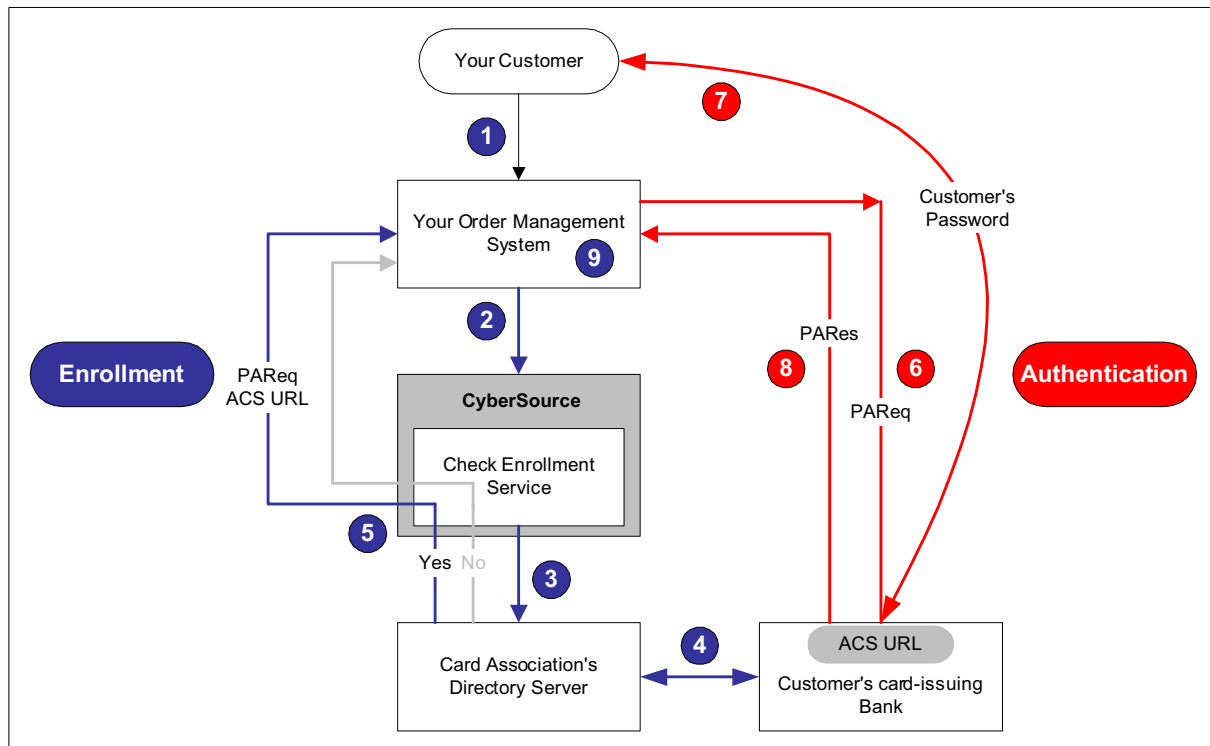 Your Customer
7
1
Customer's
Password
Your Order Management
System
9
2
PARes
Enrollment
PAReq
ACS URL
8
6
Authentication
CyberSource
PAReq
Check Enrollment
Service
5
Yes
No
3
4
ACS URL
Card Association's
Directory Server
Customer's card-issuing
Bank